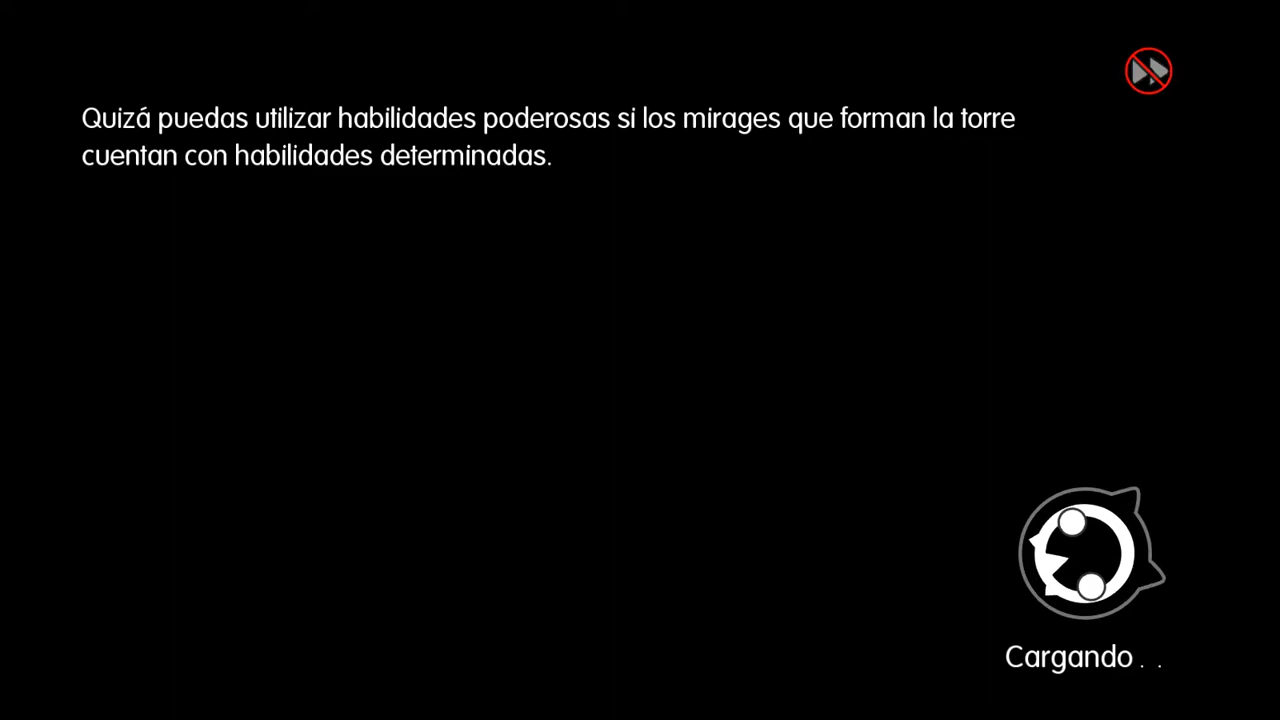 Quizá puedas utilizar habilidades poderosas si los mirages que forman la torre
cuentan con habilidades determinadas.
Cargando . .